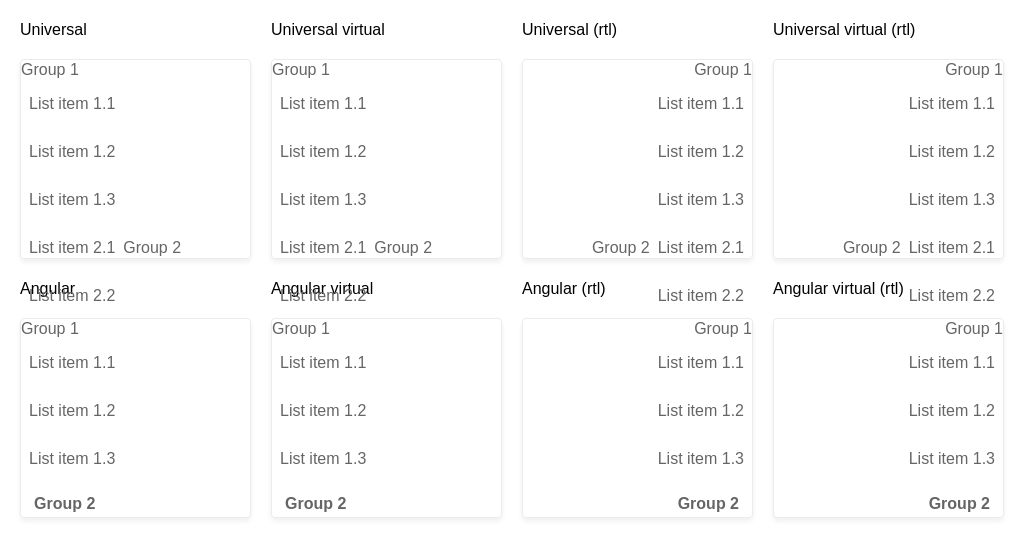 Universal
Universal virtual
Universal (rtl)
Universal virtual (rtl)
Group 1
Group 1
Group 1
Group 1
List item 1.1
List item 1.1
List item 1.1
List item 1.1
List item 1.2
List item 1.2
List item 1.2
List item 1.2
List item 1.3
List item 1.3
List item 1.3
List item 1.3
List item 2.1 Group 2
List item 2.1 Group 2
Group 2 List item 2.1
Group 2 List item 2.1
Angular
Angular virtual
Angular (rtl)
Angular virtual (rtl)
List item 2.2
List item 2.2
List item 2.2
List item 2.2
Group 1
Group 1
Group 1
Group 1
List item 1.1
List item 1.1
List item 1.1
List item 1.1
List item 1.2
List item 1.2
List item 1.2
List item 1.2
List item 1.3
List item 1.3
List item 1.3
List item 1.3
Group 2
Group 2
Group 2
Group 2